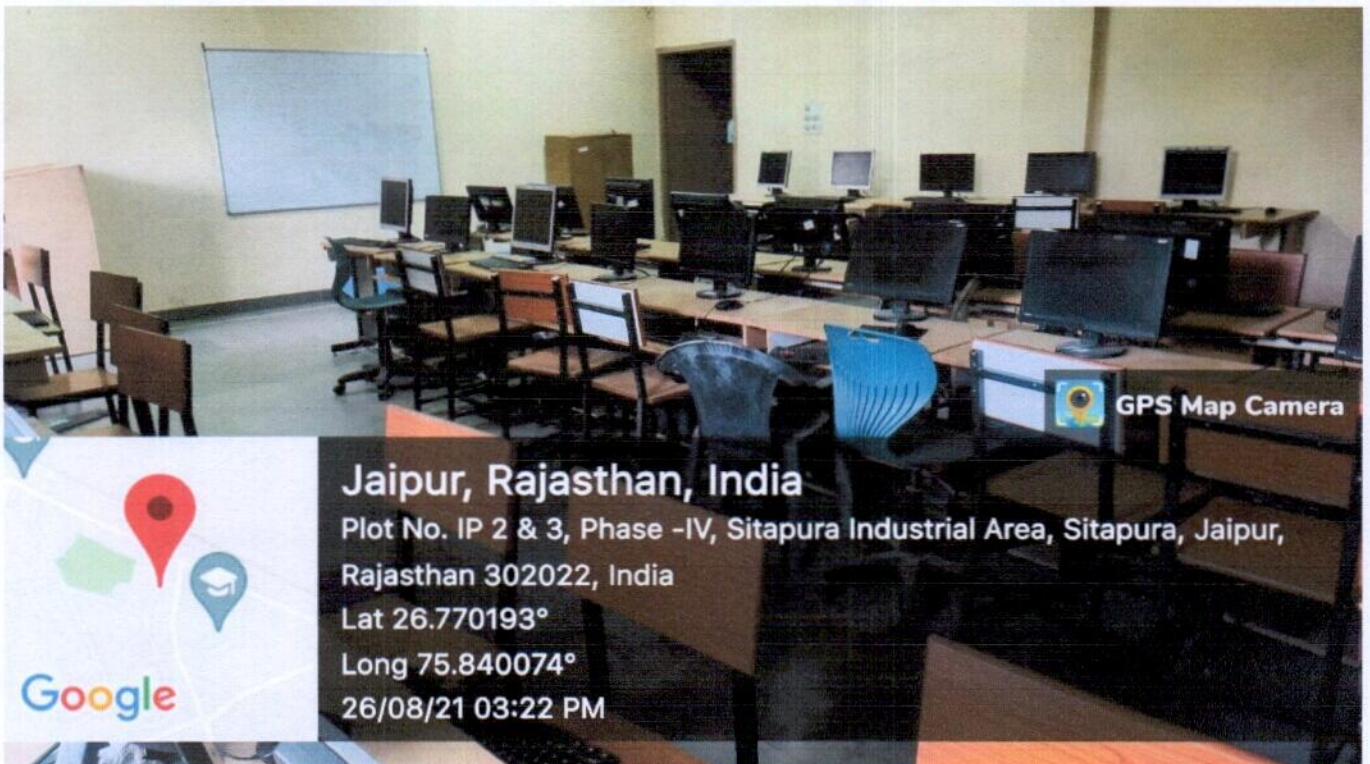 GPS Map Camera
Jaipur, Rajasthan, India
Plot No. IP 2 & 3, Phase -IV, Sitapura Industrial Area, Sitapura, Jaipur,
Rajasthan 302022, India
Lat 26.770193°
Long 75.840074°
26/08/21 03:22 PM
Google